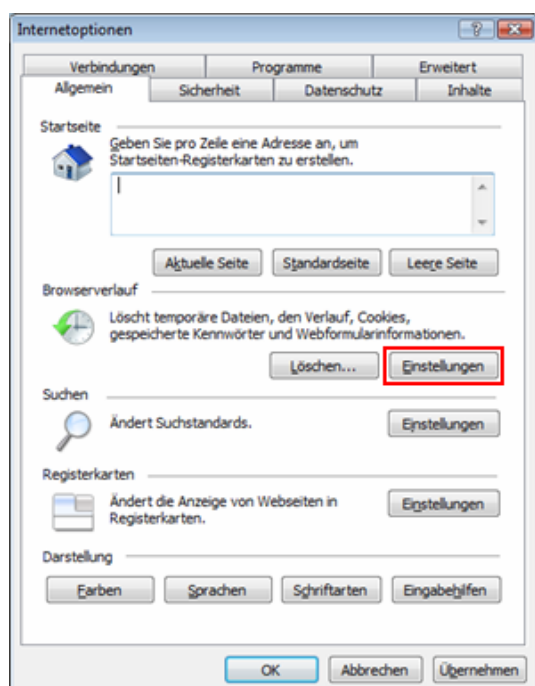 Internetoptionen
Verbindungen Programme Erweitert
Allgemein Sicherheit Datenschutz Inhalte
Startseite
Geben Sie pro Zeile eine Adresse an, um
Startseiten-Registerkarten zu erstellen.
Aktuelle Seite Standardseite Leere Seite
Browserverlauf
Löscht temporäre Dateien, den Verlauf, Cookies,
gespeicherte Kennwörter und Webformularinformationen.
Löschen... Einstellungen
Suchen
Ändert Suchstandards.
Einstellungen
Registerkarten
Ändert die Anzeige von Webseiten in
Registerkarten.
Einstellungen
Darstellung
Farben Sprachen Schriftarten Eingabehilfen
OK Abbrechen Übernehmen